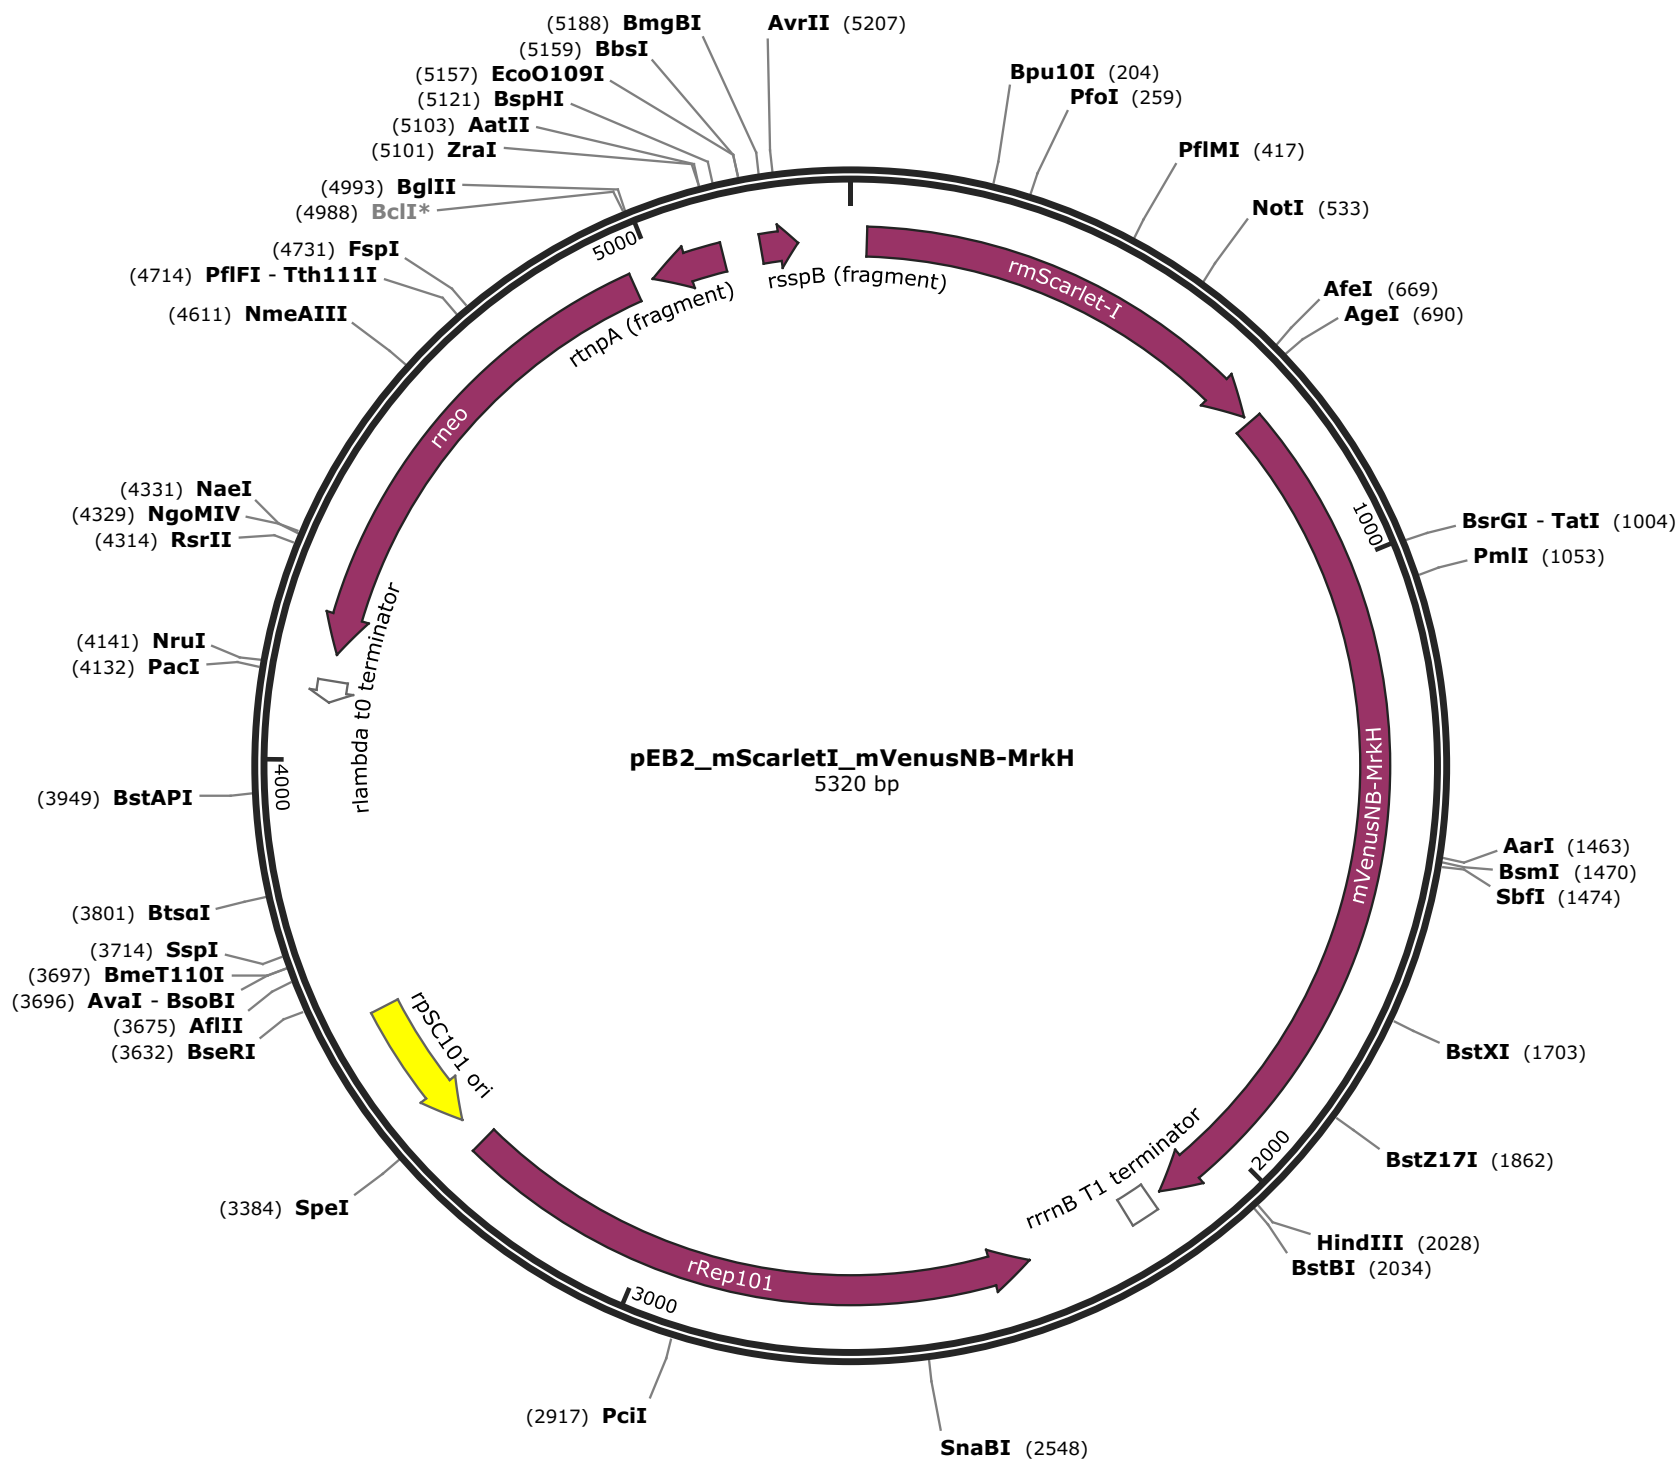 (5188) BmgBI
(5159) BbsI
(5157) EcoO109I
(5121) BspHI
(5103) AatII
(5101) ZraI
(4993) BglII
(4988) BclI*
(4731) FspI
(4714) PflFI - Tth111I
(4611) NmeAIII
(4331) NaeI
(4329) NgoMIV
(4314) RsrII
(4141) NruI
(4132) PacI
(3949) BstAPI
(3801) BtsαI
(3714) SspI
(3697) BmeT110I
(3696) AvaI - BsoBI
(3675) AflII
(3632) BseRI
(3384) SpeI
(2917) PciI
AvrII (5207)
Bpu10I (204)
PfoI (259)
PflMI (417)
NotI (533)
AfeI (669)
AgeI (690)
BsrGI - TatI (1004)
PmlI (1053)
AarI (1463)
BsmI (1470)
SbfI (1474)
BstXI (1703)
BstZ17I (1862)
HindIII (2028)
BstBI (2034)
SnaBI (2548)
1000
2000
3000
4000
5000
rsspB (fragment)
rtnpA (fragment)
rmScarlet-I
rneo
rlambda t0 terminator
mVenusNB-MrkH
rrrnB T1 terminator
rpSC101 ori
rRep101
pEB2_mScarletI_mVenusNB-MrkH
5320 bp